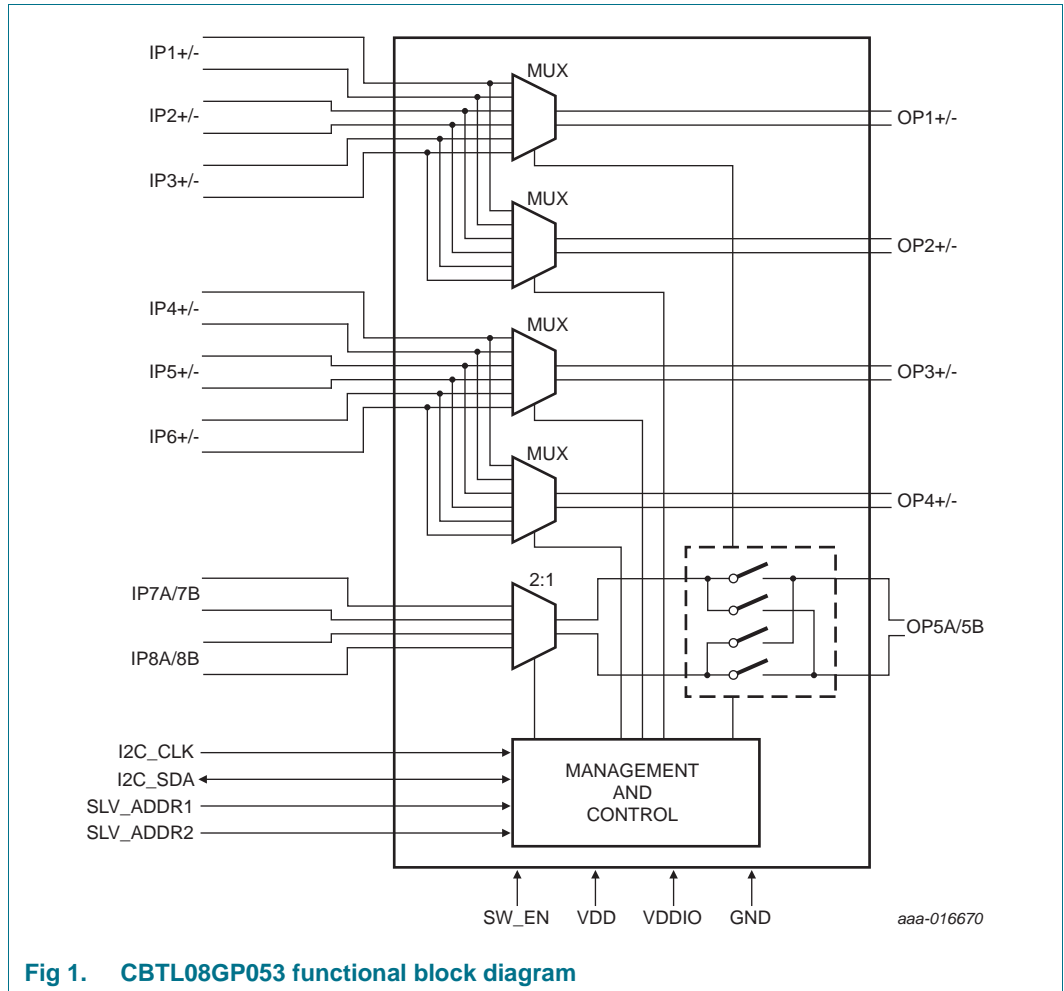 IP1+/-
MUX
IP2+/-
OP1+/-
IP3+/-
MUX
OP2+/-
IP4+/-
MUX
IP5+/-
OP3+/-
IP6+/-
MUX
OP4+/-
2:1
IP7A/7B
OP5A/5B
IP8A/8B
I2C_CLK
I2C_SDA
SLV_ADDR1
SLV_ADDR2
MANAGEMENT
AND
CONTROL
SW_EN VDD VDDIO GND
aaa-016670
Fig 1. CBTL08GP053 functional block diagram